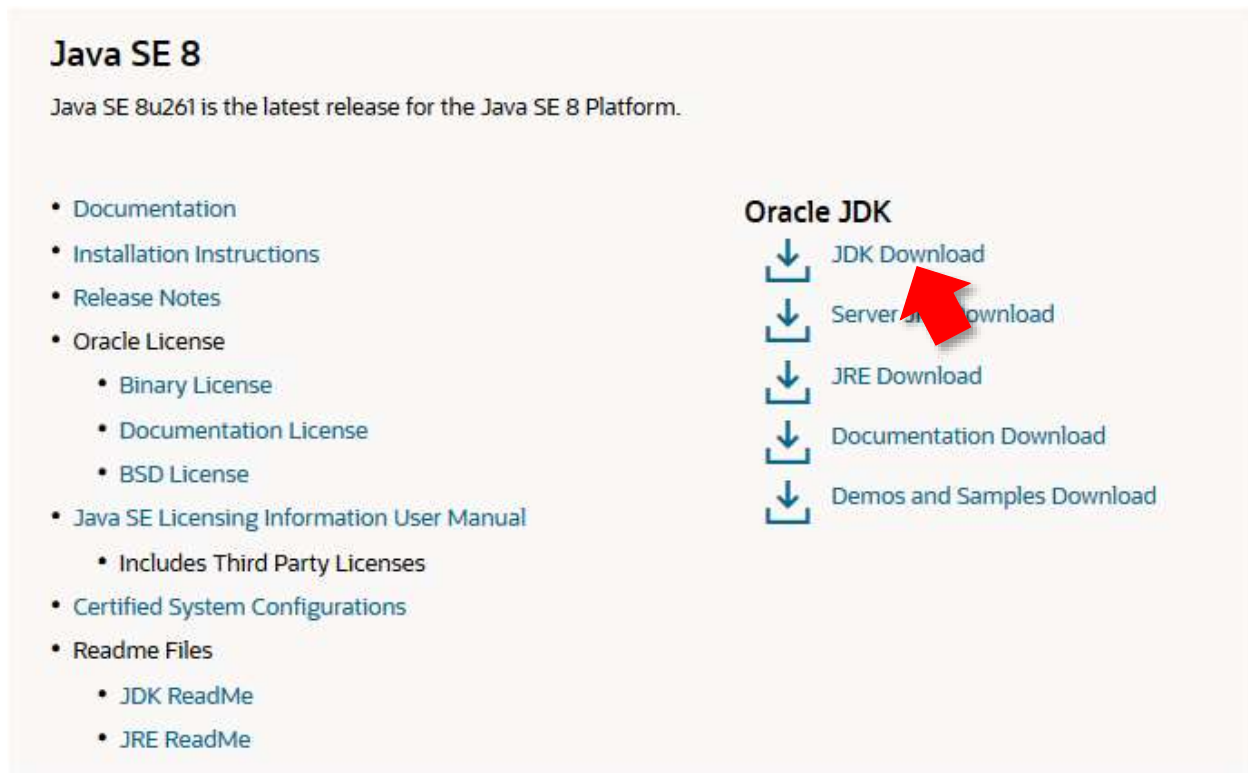 Java SE 8
Java SE 8u261 is the latest release for the Java SE 8 Platform.
• Documentation
• Installation Instructions
• Release Notes
• Oracle License
• Binary License
• Documentation License
• BSD License
• Java SE Licensing Information User Manual
• Includes Third Party Licenses
• Certified System Configurations
• Readme Files
• JDK ReadMe
• JRE ReadMe
Oracle JDK
JDK Download
Server Download
JRE Download
Documentation Download
Demos and Samples Download